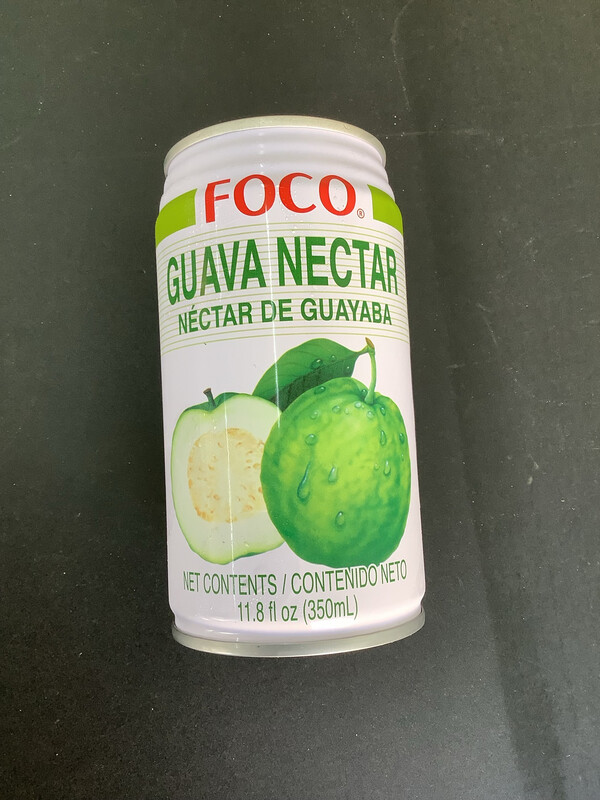 FOCO®
GUAVA NECTAR
NÉCTAR DE GUAYABA
NET CONTENTS / CONTENIDO NETO
11.8 fl oz (350mL)